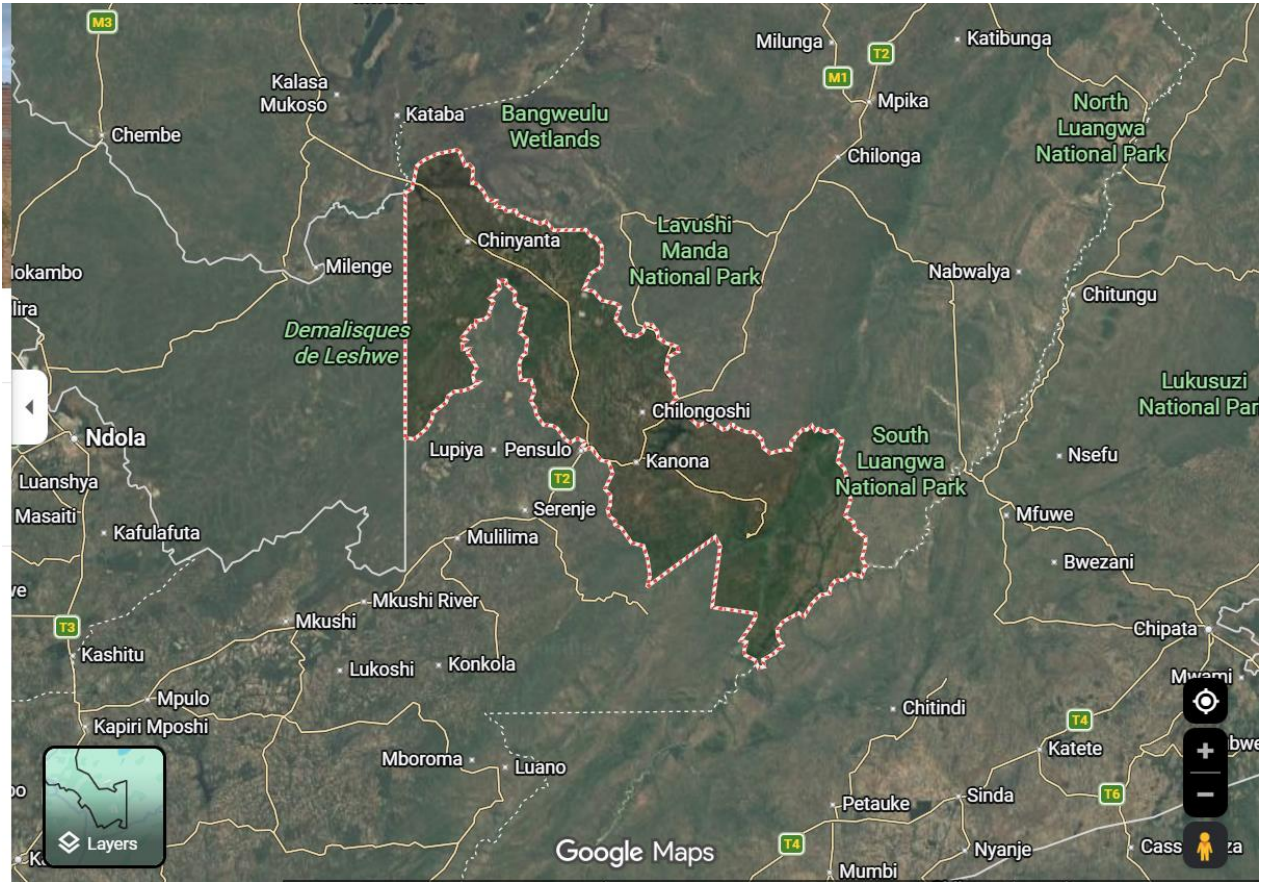 M3
Milunga
T2
Katibunga
M1
Kalasa
Mukoso
Mpika
North
Luangwa
National Park
Kataba
Bangweulu
Wetlands
Chembe
Chilonga
Lavushi
Manda
National Park
Chinyanta
Milenge
Nabwalya
Chitungu
Demalisques
de Leshwe
Lukusuzi
Chilongoshi
Ndola
South
Luangwa
National Park
Lupiya
Pensulo
Kanona
Nsefu
T2
Luanshya
Serenje
Masaiti
Kafulafuta
Mulilima
Mfuwe
Bwezani
Mkushi River
Mkushi
T3
Chipata
Kashitu
Lukoshi
Konkola
Mwami
Mpulo
Kapiri Mposhi
Chitindi
T4
Katete
Mboroma
Luano
Petauke
Sinda
T6
Layers
Google Maps
T4
Nyanje
Mumbi